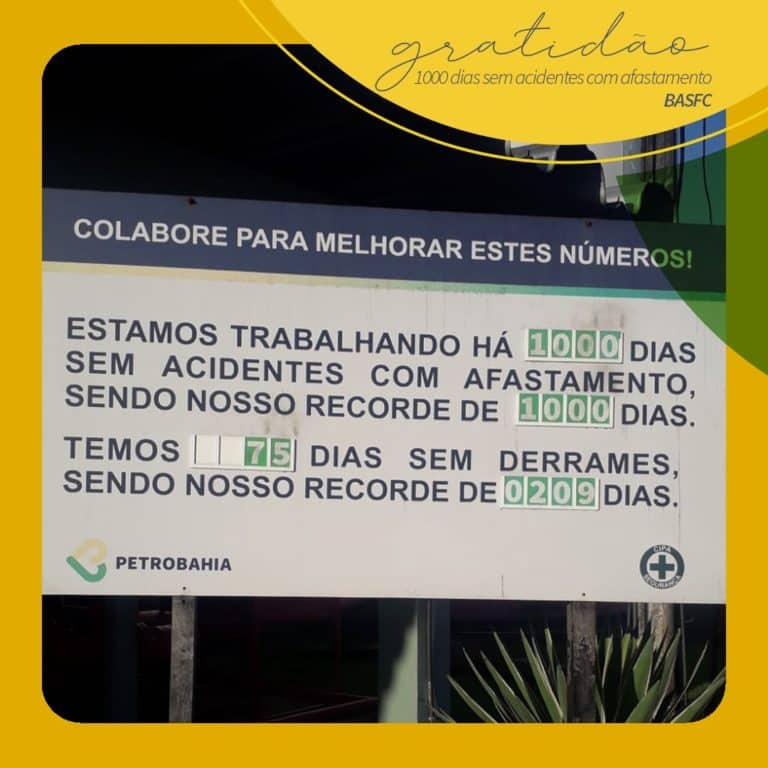 gratidão
1000 dias sem acidentes com afastamento
BASFC
COLABORE PARA MELHORAR ESTES NÚMEROS!
ESTAMOS TRABALHANDO HÁ 1000 DIAS
SEM ACIDENTES COM AFASTAMENTO,
SENDO NOSSO RECORDE DE 1000 DIAS.
TEMOS 75 DIAS SEM DERRAMES,
SENDO NOSSO RECORDE DE 0209 DIAS.
PETROBAHIA
CIPA
SEGURANÇA